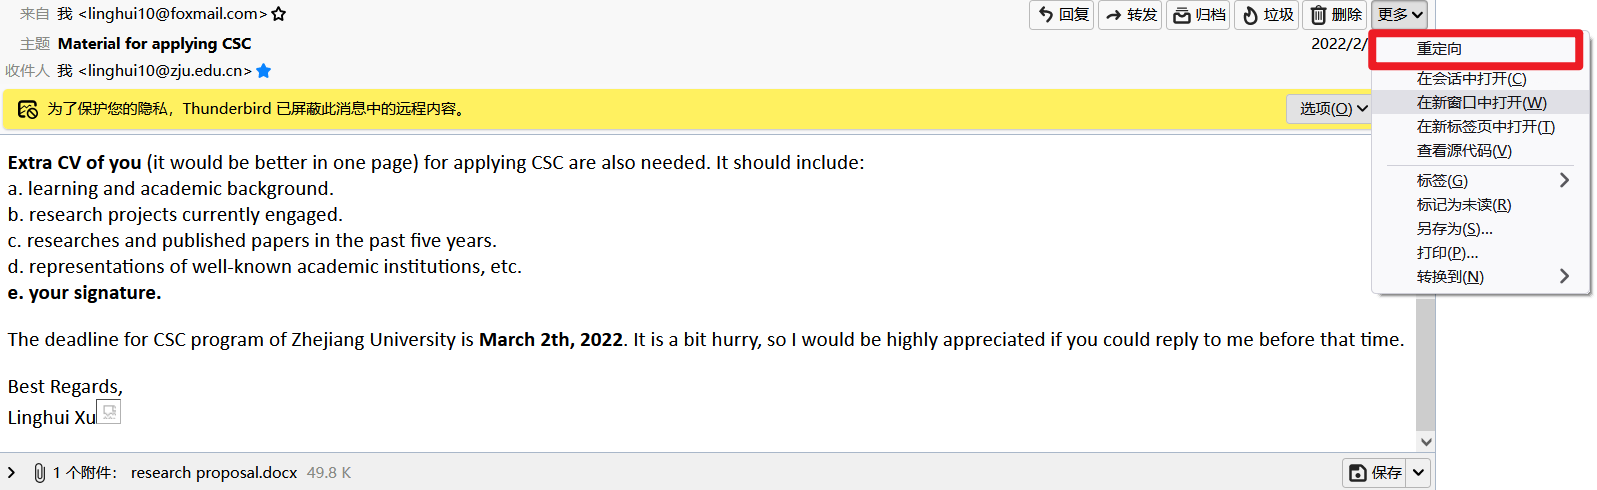 来自 我 <linghui10@foxmail.com>
回复 转发 归档 垃圾 删除 更多
主题 Material for applying CSC
2022/2/
收件人 我 <linghui10@zju.edu.cn>
为了保护您的隐私，Thunderbird 已屏蔽此消息中的远程内容。
选项(O)
重定向
在会话中打开(C)
在新窗口中打开(W)
在新标签页中打开(T)
查看源代码(V)
标签(G)
标记为未读(R)
另存为(S)...
打印(P)...
转换到(N)
Extra CV of you (it would be better in one page) for applying CSC are also needed. It should include:
a. learning and academic background.
b. research projects currently engaged.
c. researches and published papers in the past five years.
d. representations of well-known academic institutions, etc.
e. your signature.
The deadline for CSC program of Zhejiang University is March 2th, 2022. It is a bit hurry, so I would be highly appreciated if you could reply to me before that time.
Best Regards,
Linghui Xu
1 个附件： research proposal.docx 49.8 K
保存